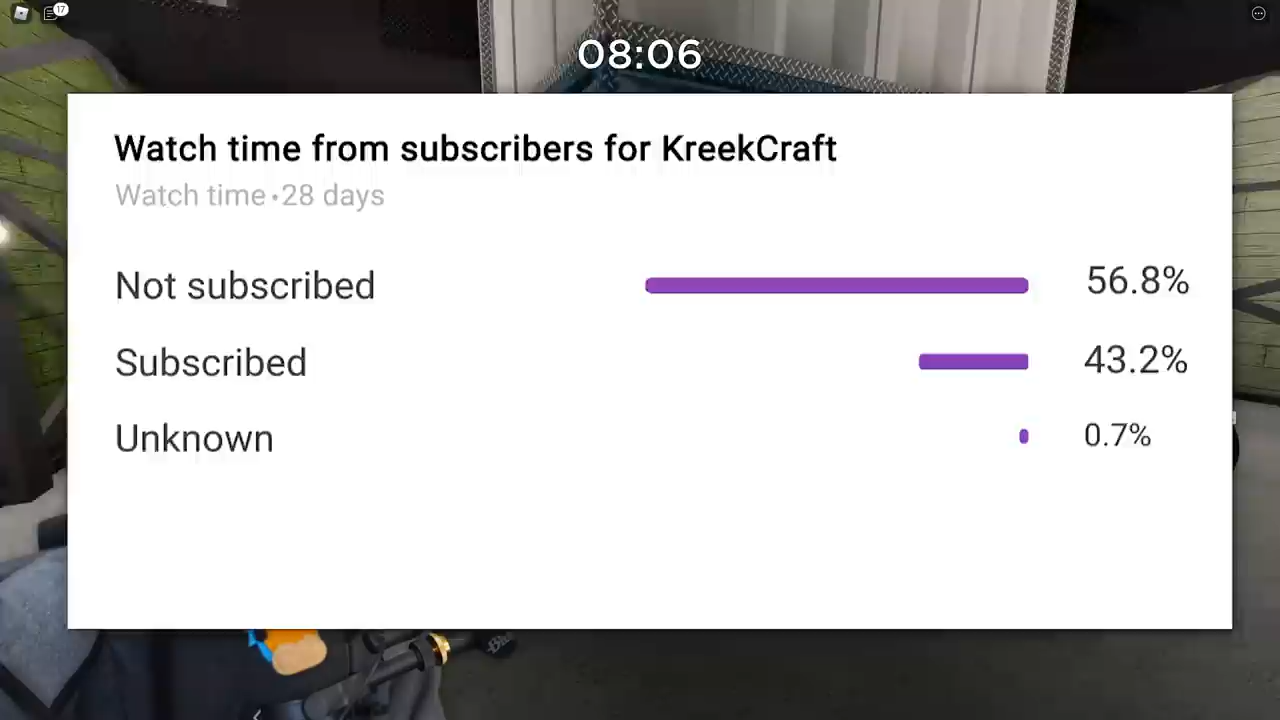 17
08:06
Watch time from subscribers for KreekCraft
Watch time • 28 days
Not subscribed 56.8%
Subscribed 43.2%
Unknown 0.7%